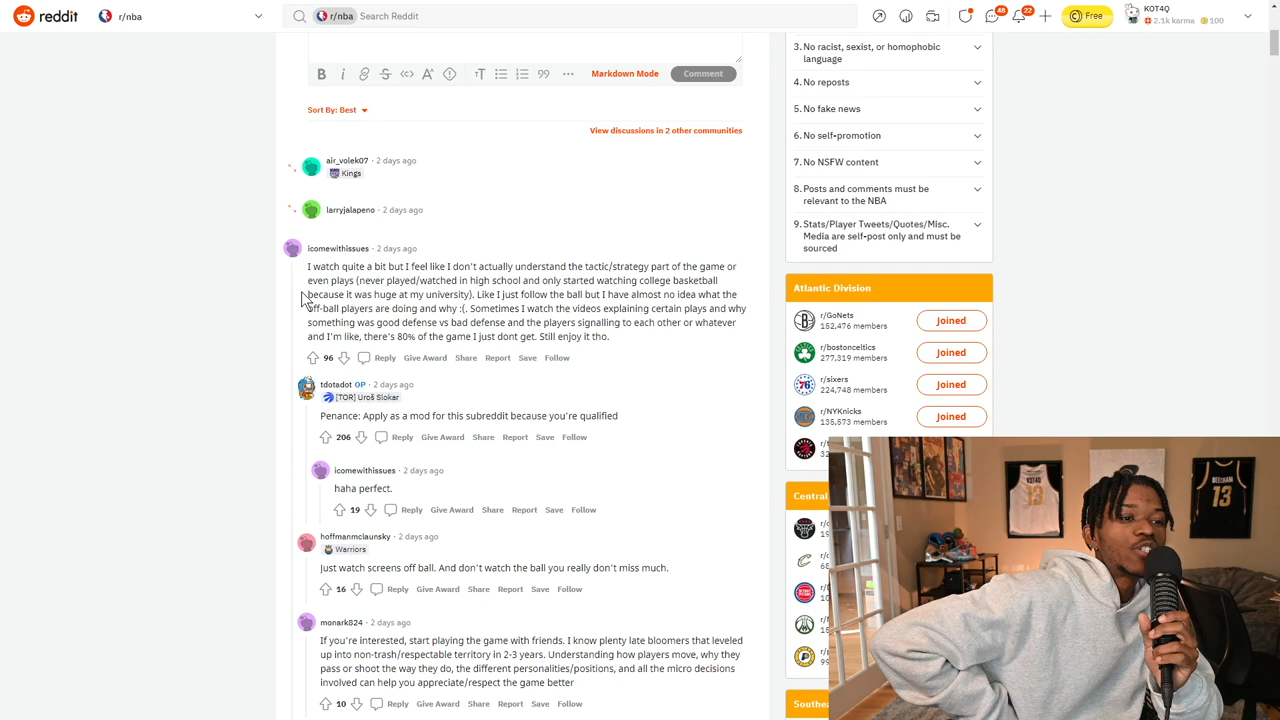 reddit
r/nba
r/nba Search Reddit
48
22
Free
KOT4Q
2.1k karma 100
Markdown Mode
Comment
Sort By: Best
View discussions in 2 other communities
air_volek07 · 2 days ago
Kings
larryjalapeno · 2 days ago
icomewithissues · 2 days ago
I watch quite a bit but I feel like I don't actually understand the tactic/strategy part of the game or
even plays (never played/watched in high school and only started watching college basketball
because it was huge at my university). Like I just follow the ball but I have almost no idea what the
off-ball players are doing and why :(. Sometimes I watch the videos explaining certain plays and why
something was good defense vs bad defense and the players signalling to each other or whatever
and I'm like, there's 80% of the game I just dont get. Still enjoy it tho.
96 Reply Give Award Share Report Save Follow
tdotadot OP · 2 days ago
[TOR] Uroš Slokar
Penance: Apply as a mod for this subreddit because you're qualified
206 Reply Give Award Share Report Save Follow
icomewithissues · 2 days ago
haha perfect.
19 Reply Give Award Share Report Save Follow
hoffmanmclaunsky · 2 days ago
Warriors
Just watch screens off ball. And don't watch the ball you really don't miss much.
16 Reply Give Award Share Report Save Follow
monark824 · 2 days ago
If you're interested, start playing the game with friends. I know plenty late bloomers that leveled
up into non-trash/respectable territory in 2-3 years. Understanding how players move, why they
pass or shoot the way they do, the different personalities/positions, and all the micro decisions
involved can help you appreciate/respect the game better
10 Reply Give Award Share Report Save Follow
3. No racist, sexist, or homophobic
language
4. No reposts
5. No fake news
6. No self-promotion
7. No NSFW content
8. Posts and comments must be
relevant to the NBA
9. Stats/Player Tweets/Quotes/Misc.
Media are self-post only and must be
sourced
Atlantic Division
r/GoNets
152,476 members
Joined
r/bostonceltics
277,319 members
Joined
r/sixers
224,748 members
Joined
r/NYKnicks
135,573 members
Joined
Central
Southea
KOT4Q
13
BEECHAM
13